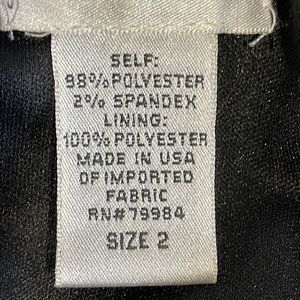 SELF:
98% POLYESTER
2% SPANDEX
LINING:
100% POLYESTER
MADE IN USA
OF IMPORTED
FABRIC
RN#79984
SIZE 2